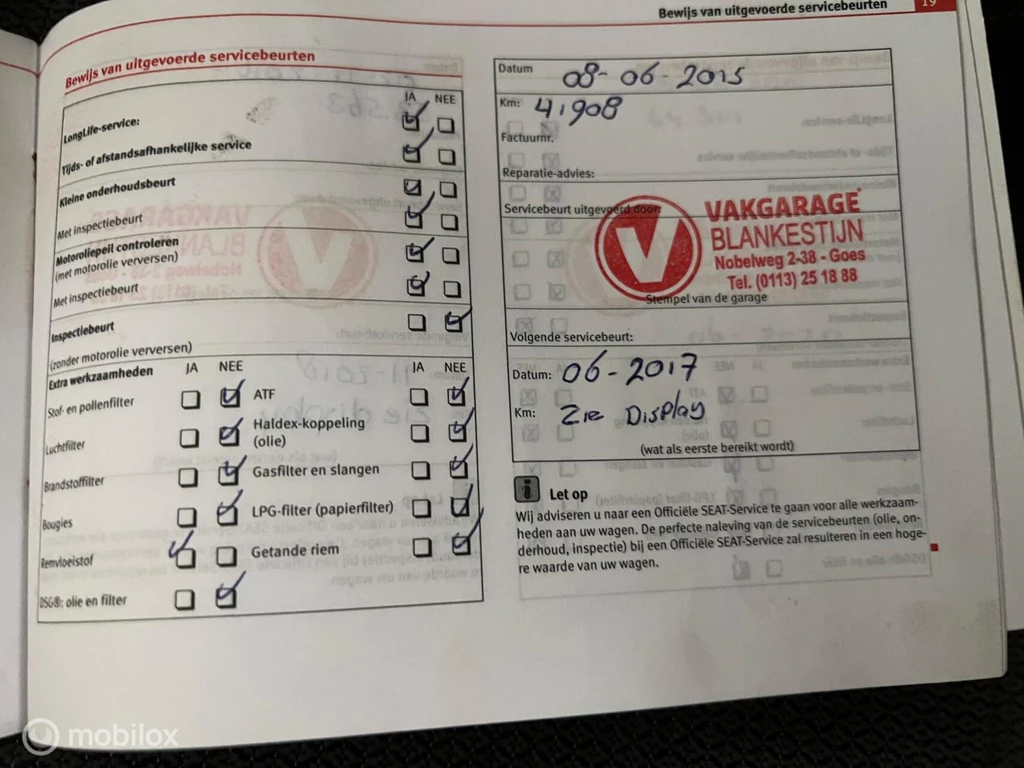 Bewijs van uitgevoerde servicebeurten
19
Bewijs van uitgevoerde servicebeurten
JA NEE
LongLife-service:
Tijds- of afstandsafhankelijke service
Kleine onderhoudsbeurt
Met inspectiebeurt
Motoroliepeil controleren
(met motorolie verversen)
Met inspectiebeurt
Inspectiebeurt
(zonder motorolie verversen)
Extra werkzaamheden JA NEE JA NEE
Stof- en pollenfilter ATF
Luchtfilter Haldex-koppeling
(olie)
Brandstoffilter Gasfilter en slangen
Bougies LPG-filter (papierfilter)
Remvloeistof Getande riem
DSG®: olie en filter
Datum 08-06-2015
Km: 41908
Factuurnr.
Reparatie-advies:
Servicebeurt uitgevoerd door:
V
VAKGARAGE
BLANKESTIJN
Nobelweg 2-38 - Goes
Tel. (0113) 25 18 88
Stempel van de garage
Volgende servicebeurt:
Datum: 06-2017
Km: Zie Display
(wat als eerste bereikt wordt)
i Let op
Wij adviseren u naar een Officiële SEAT-Service te gaan voor alle werkzaam-
heden aan uw wagen. De perfecte naleving van de servicebeurten (olie, on-
derhoud, inspectie) bij een Officiële SEAT-Service zal resulteren in een hoge-
re waarde van uw wagen.
mobilox